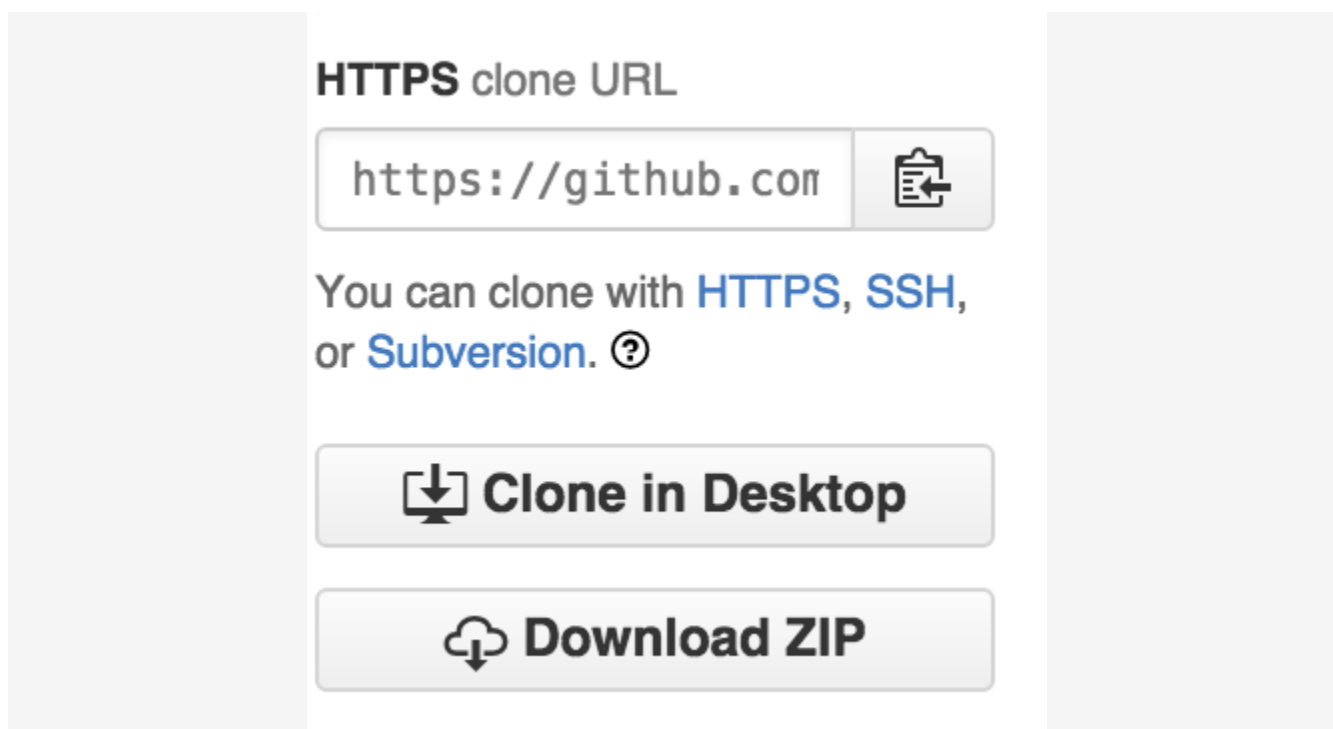 HTTPS clone URL
https://github.com
You can clone with HTTPS, SSH,
or Subversion. ?
Clone in Desktop
Download ZIP